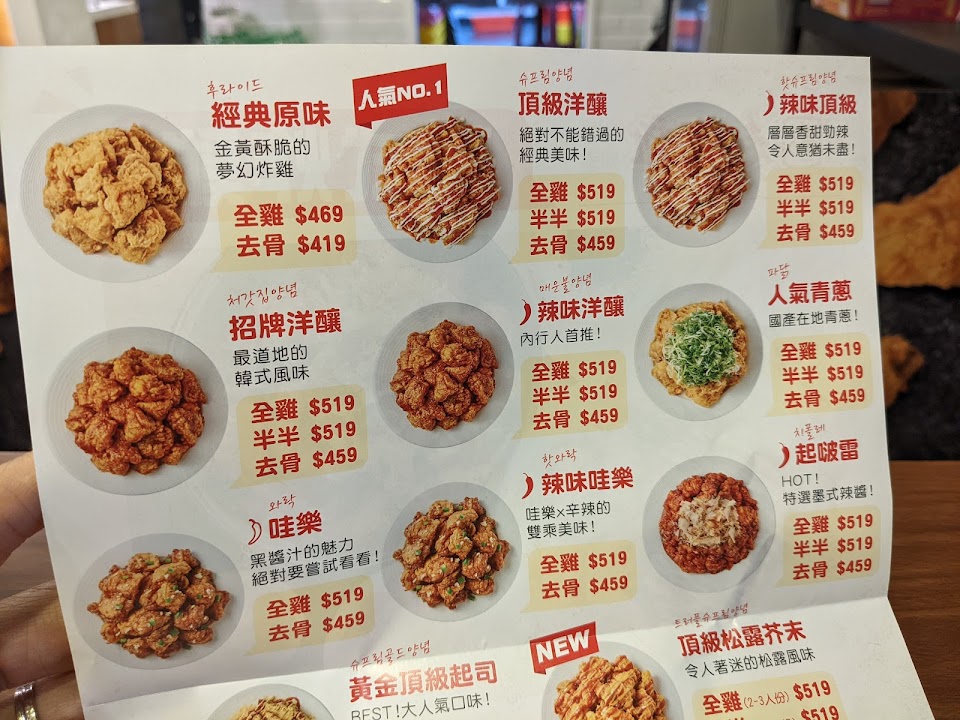 후라이드
經典原味
金黃酥脆的
夢幻炸雞
全雞 $469
去骨 $419
人氣NO.1
슈프림양념
頂級洋釀
絕對不能錯過的
經典美味！
全雞 $519
半半 $519
去骨 $459
핫슈프림양념
辣味頂級
層層香甜勁辣
令人意猶未盡！
全雞 $519
半半 $519
去骨 $459
처갓집양념
招牌洋釀
最道地的
韓式風味
全雞 $519
半半 $519
去骨 $459
매운불양념
辣味洋釀
內行人首推！
全雞 $519
半半 $519
去骨 $459
파닭
人氣青蔥
國產在地青蔥！
全雞 $519
半半 $519
去骨 $459
와락
哇樂
黑醬汁的魅力
絕對要嘗試看看！
全雞 $519
去骨 $459
핫와락
辣味哇樂
哇樂×辛辣的
雙乘美味！
全雞 $519
去骨 $459
치폴레
起啵雷
HOT！
特選墨式辣醬！
全雞 $519
半半 $519
去骨 $459
슈프림골드양념
黃金頂級起司
BEST！大人氣口味！
NEW
트러플슈프림양념
頂級松露芥末
令人著迷的松露風味
全雞(2-3人份) $519
$519